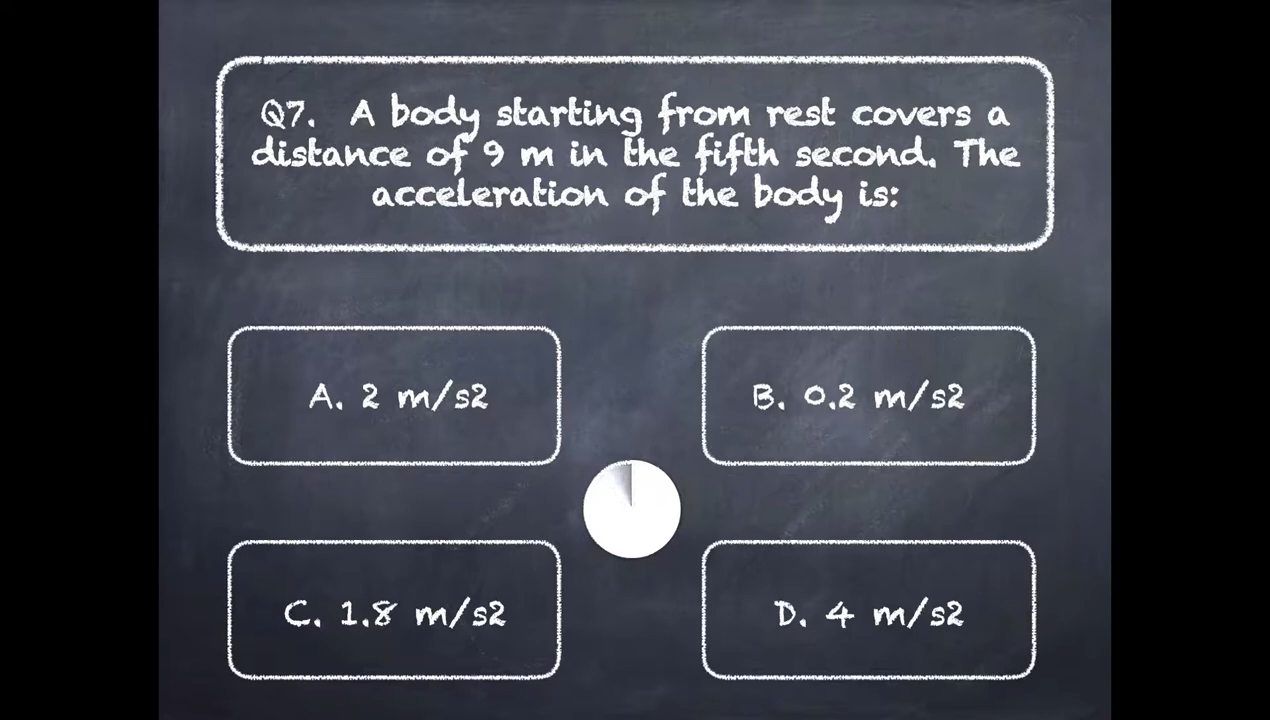 Q7. A body starting from rest covers a
distance of 9 m in the fifth second. The
acceleration of the body is:
A. 2 m/s2
B. 0.2 m/s2
C. 1.8 m/s2
D. 4 m/s2